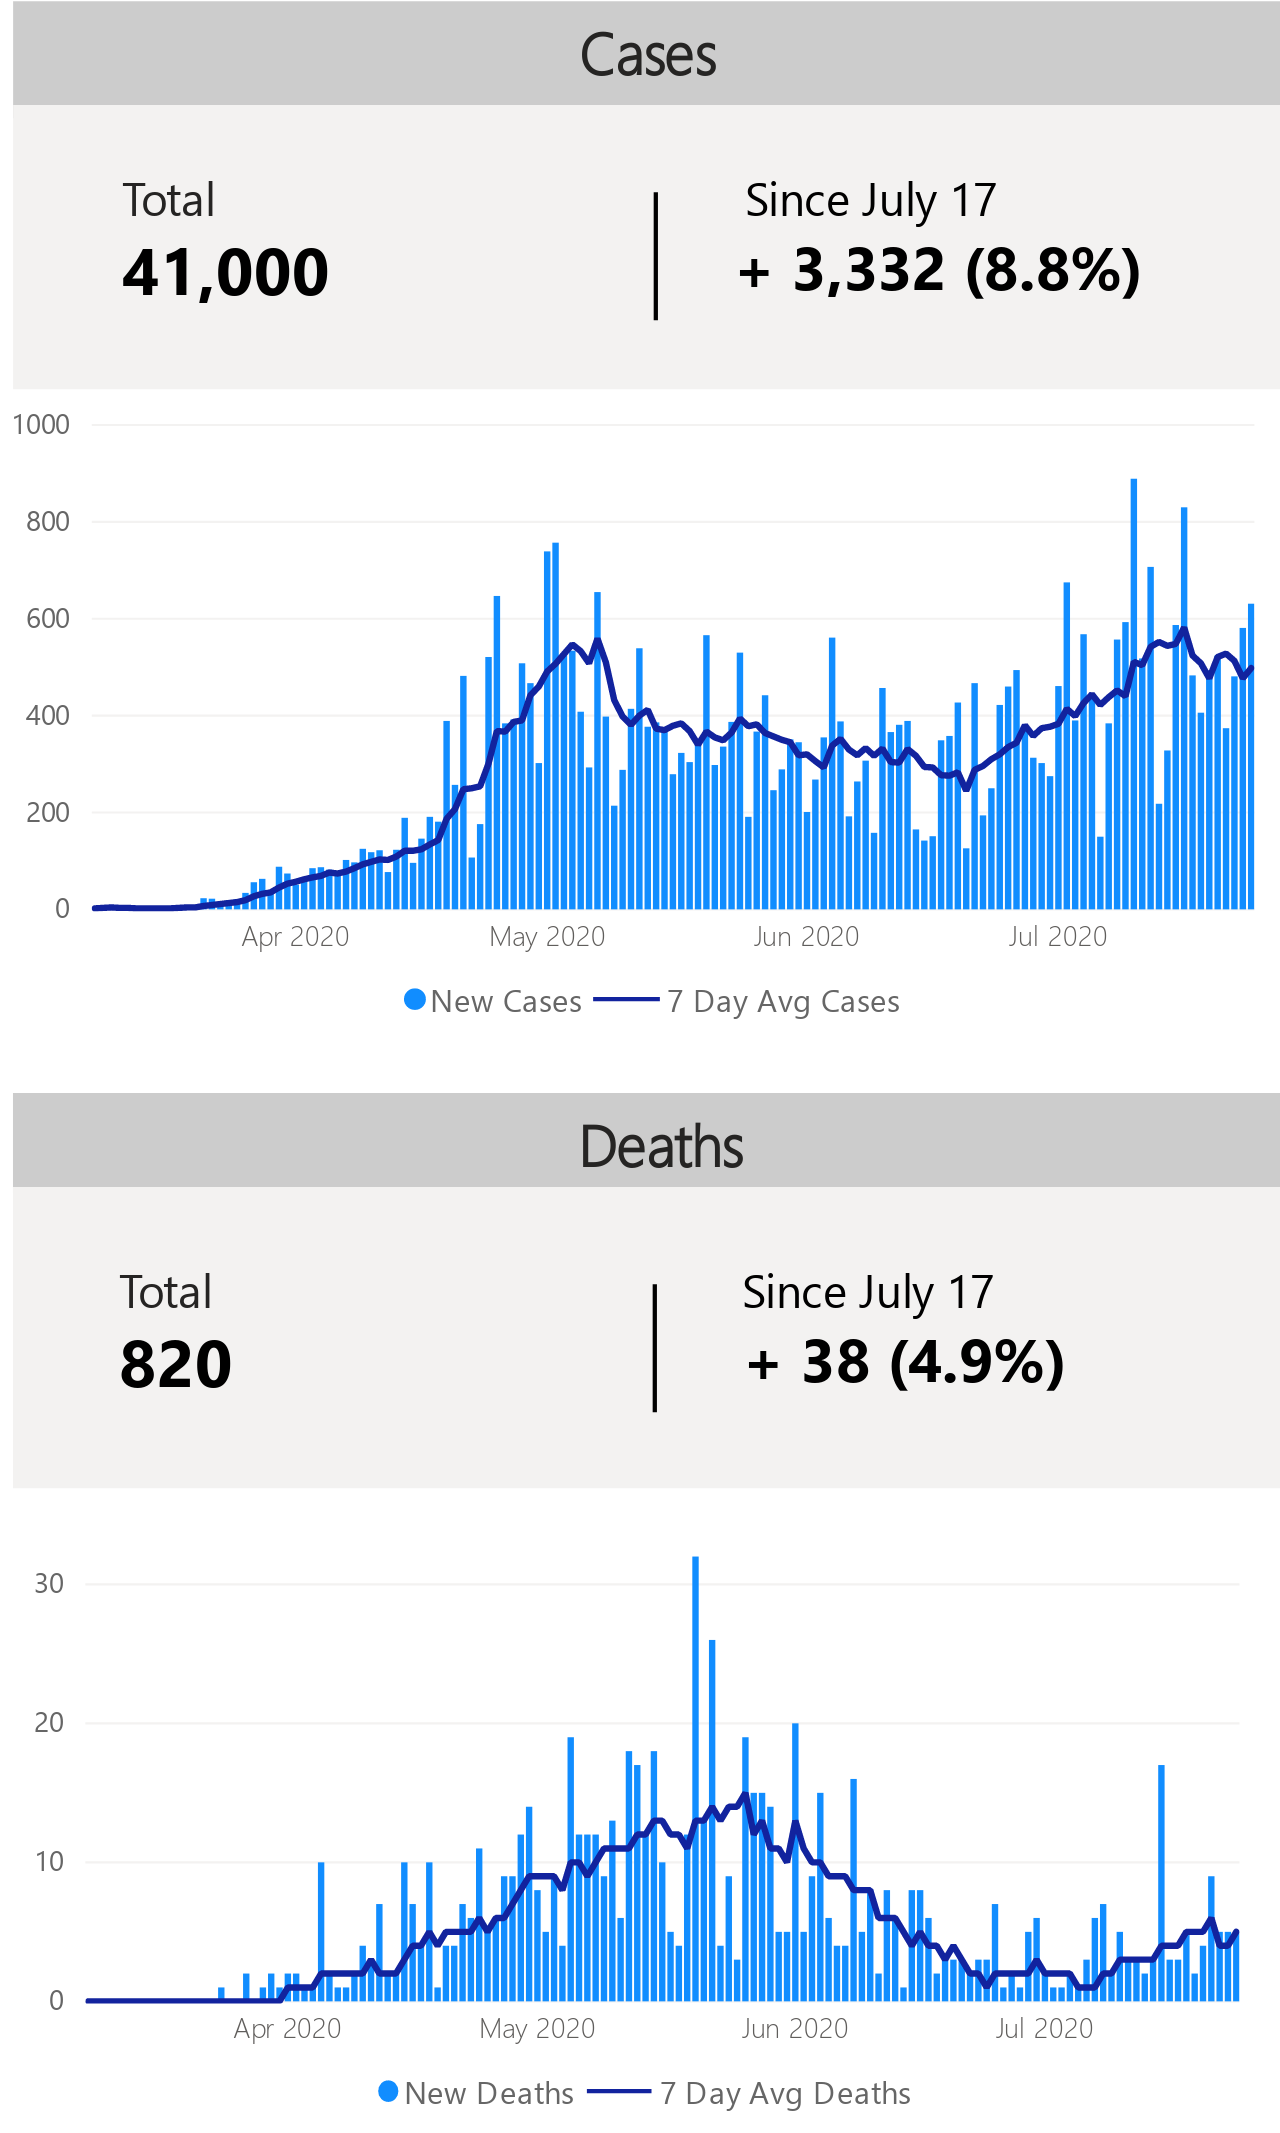 Cases
Total
Since July 17
41,000
+ 3,332 (8.8%)
1000
800
600
400
200
0
Apr 2020 May 2020 Jun 2020 Jul 2020
New Cases 7 Day Avg Cases
Deaths
Total
Since July 17
820
+ 38 (4.9%)
30
20
10
0
Apr 2020 May 2020 Jun 2020 Jul 2020
New Deaths 7 Day Avg Deaths